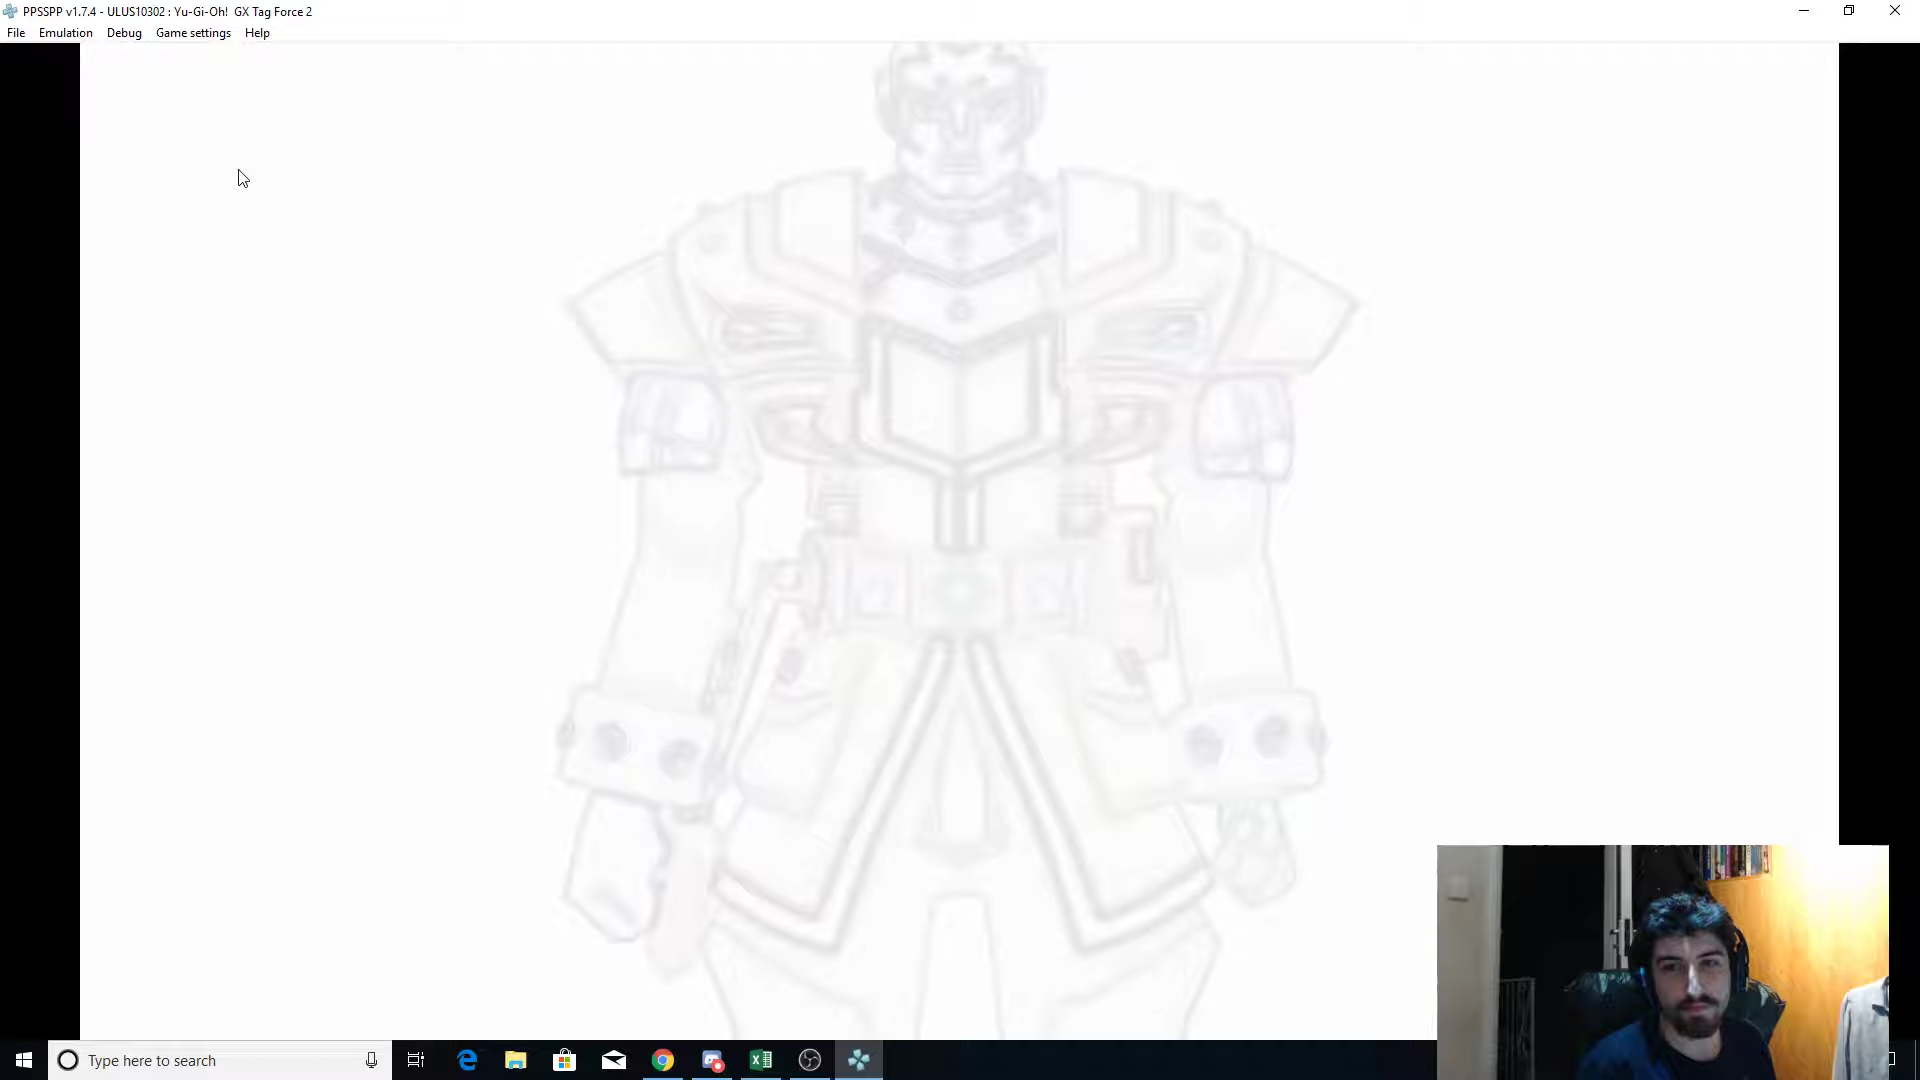 PPSSPP v1.7.4 - ULUS10302 : Yu-Gi-Oh! GX Tag Force 2
File Emulation Debug Game settings Help
Type here to search